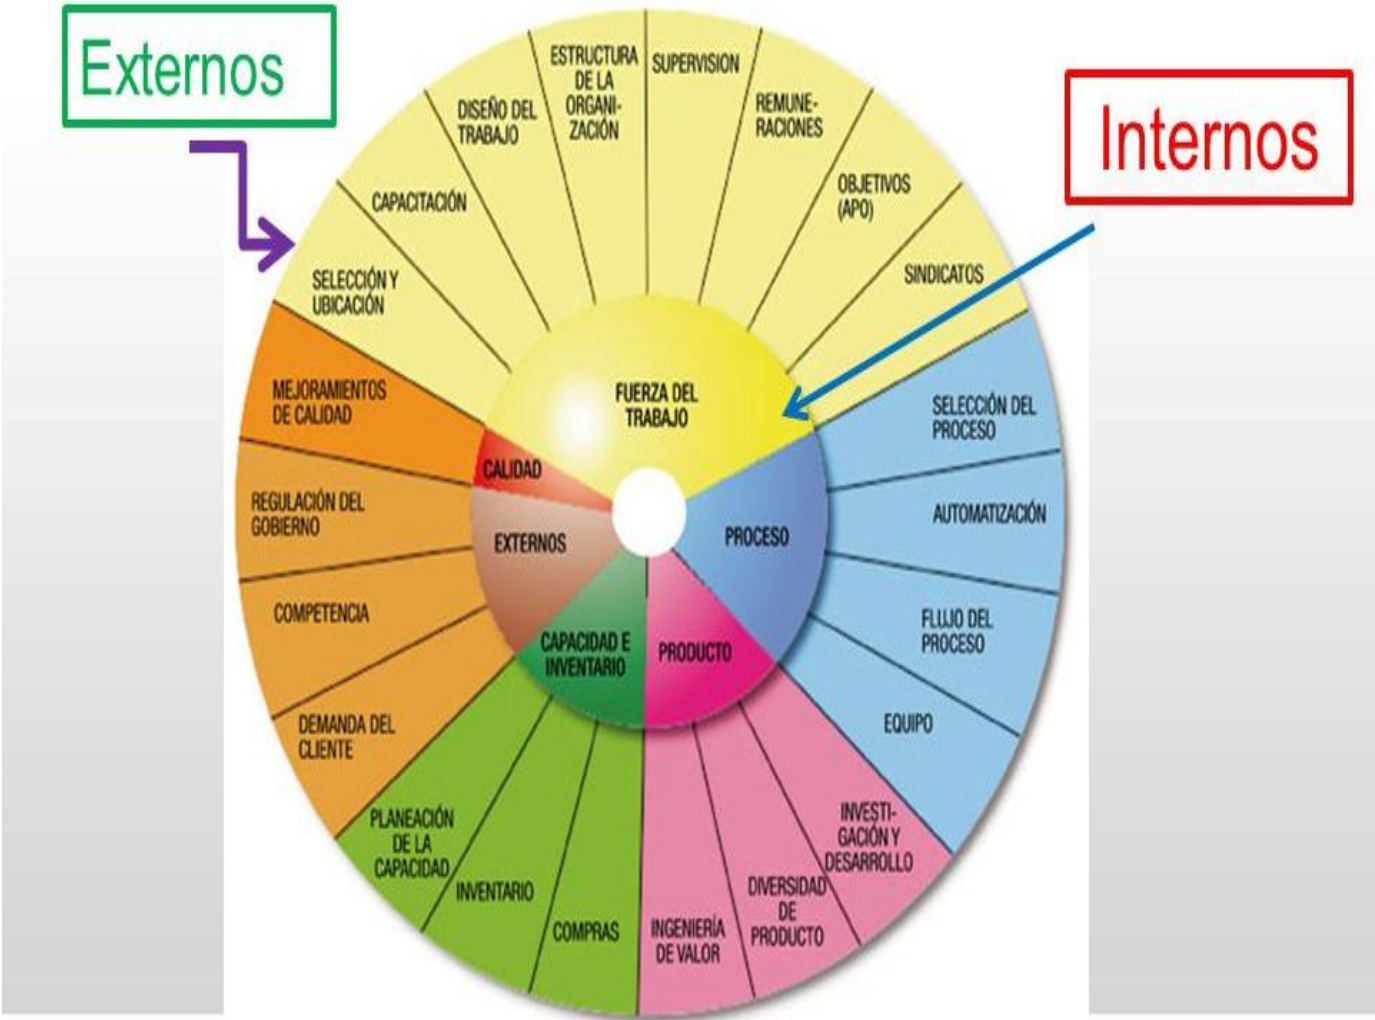 Externos
Internos
ESTRUCTURA
DE LA
ORGANI-
ZACIÓN
SUPERVISION
REMUNE-
RACIONES
OBJETIVOS
(APO)
SINDICATOS
DISEÑO DEL
TRABAJO
CAPACITACIÓN
SELECCIÓN Y
UBICACIÓN
MEJORAMIENTOS
DE CALIDAD
REGULACIÓN DEL
GOBIERNO
COMPETENCIA
DEMANDA DEL
CLIENTE
PLANEACIÓN
DE LA
CAPACIDAD
INVENTARIO
COMPRAS
INGENIERÍA
DE VALOR
DIVERSIDAD
DE
PRODUCTO
INVESTI-
GACIÓN Y
DESARROLLO
EQUIPO
FLUJO DEL
PROCESO
AUTOMATIZACIÓN
SELECCIÓN DEL
PROCESO
FUERZA DEL
TRABAJO
CALIDAD
EXTERNOS
CAPACIDAD E
INVENTARIO
PRODUCTO
PROCESO